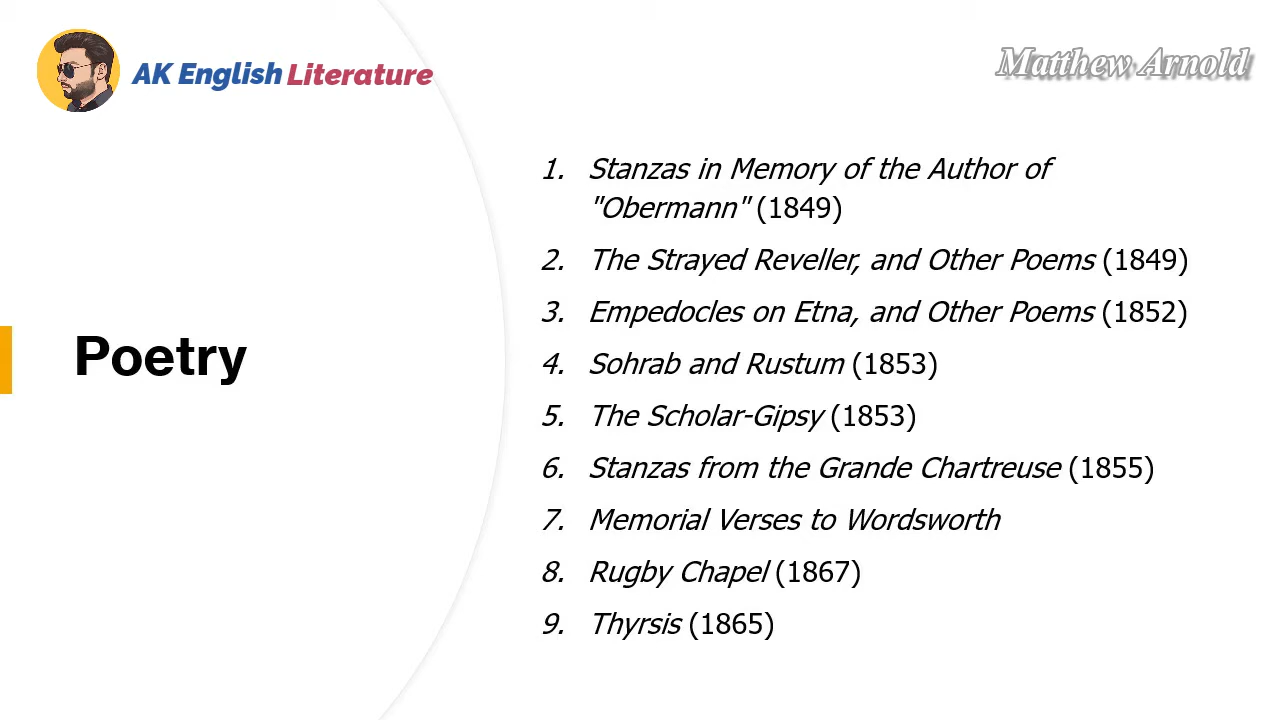 AK English Literature
Matthew Arnold
Poetry
1. Stanzas in Memory of the Author of
"Obermann" (1849)
2. The Strayed Reveller, and Other Poems (1849)
3. Empedocles on Etna, and Other Poems (1852)
4. Sohrab and Rustum (1853)
5. The Scholar-Gipsy (1853)
6. Stanzas from the Grande Chartreuse (1855)
7. Memorial Verses to Wordsworth
8. Rugby Chapel (1867)
9. Thyrsis (1865)